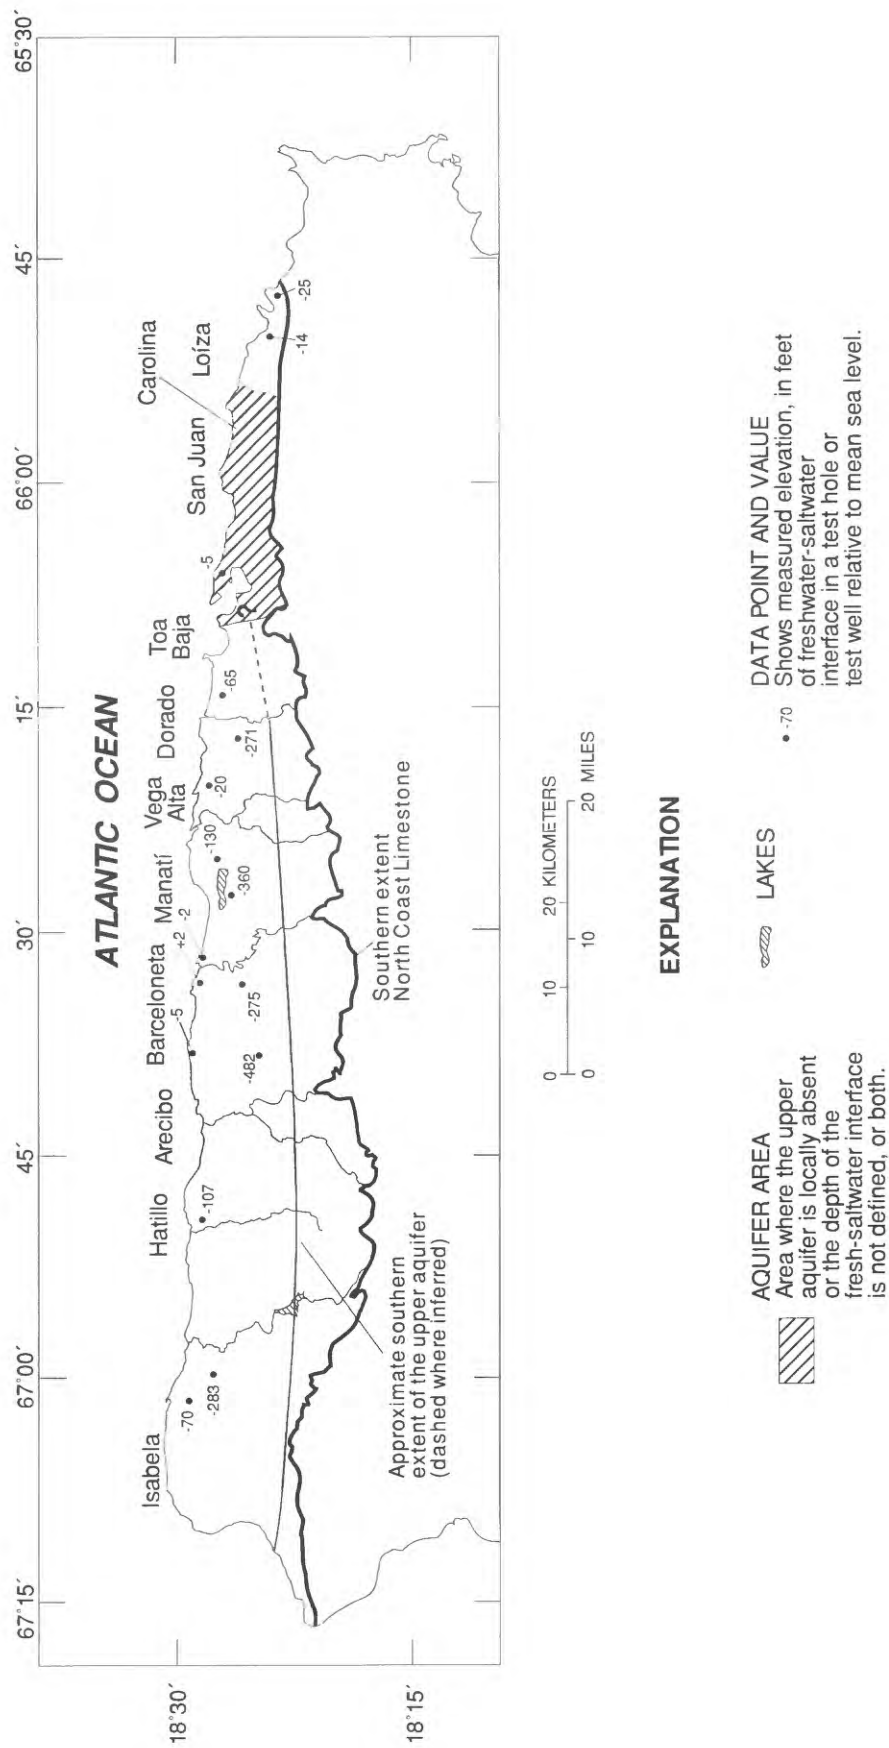 67°15′
67°00′
45′
30′
15′
66°00′
45′
65°30′
18°30′
18°15′
ATLANTIC OCEAN
Isabela
Hatillo
Arecibo
Barceloneta
Manatí
Vega
Alta
Dorado
Toa
Baja
San Juan
Carolina
Loíza
-70
-283
-107
-5
-482
+2
-2
-275
-360
-130
-20
-271
-65
-5
-14
-25
Approximate southern
extent of the upper aquifer
(dashed where inferred)
Southern extent
North Coast Limestone
0 10 20 KILOMETERS
0 10 20 MILES
EXPLANATION
AQUIFER AREA
Area where the upper
aquifer is locally absent
or the depth of the
fresh-saltwater interface
is not defined, or both.
LAKES
-70
DATA POINT AND VALUE
Shows measured elevation, in feet
of freshwater-saltwater
interface in a test hole or
test well relative to mean sea level.